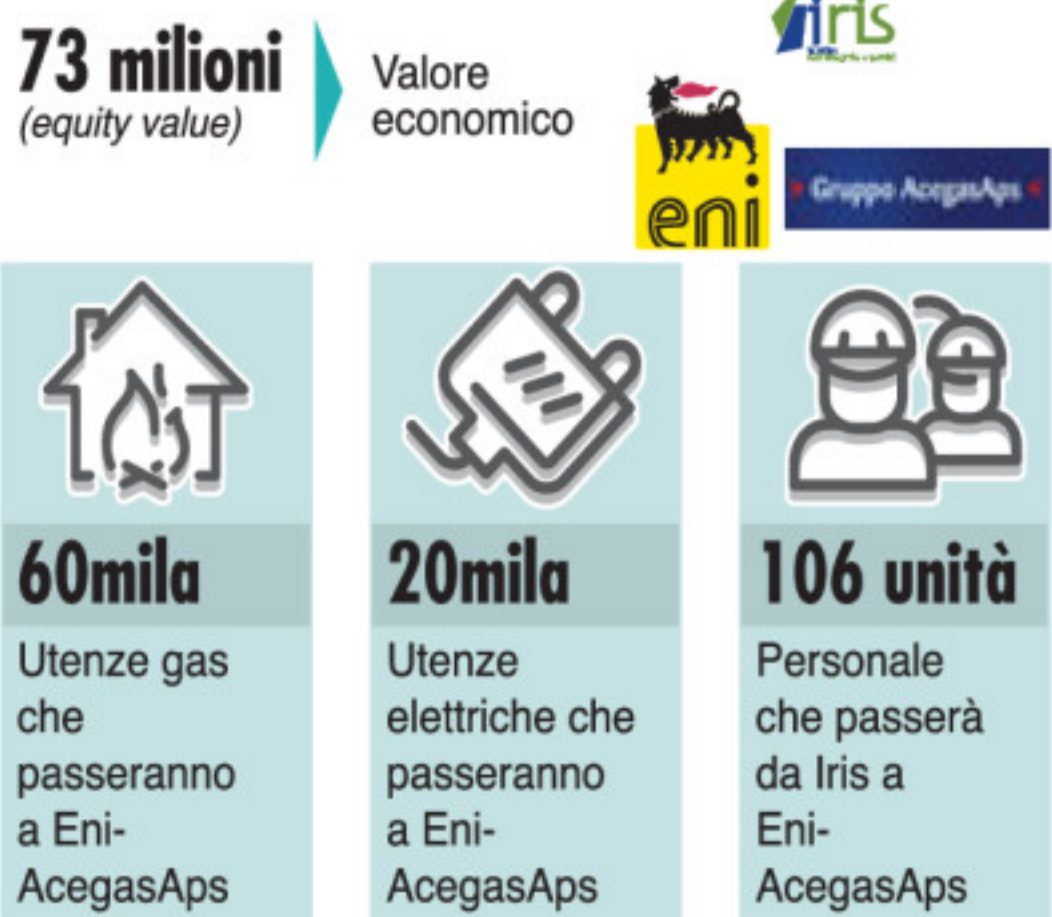 73 milioni
(equity value)
Valore
economico
iris
eni
Gruppo AcegasAps
60mila
Utenze gas
che
passeranno
a Eni-
AcegasAps
20mila
Utenze
elettriche che
passeranno
a Eni-
AcegasAps
106 unità
Personale
che passerà
da Iris a
Eni-
AcegasAps